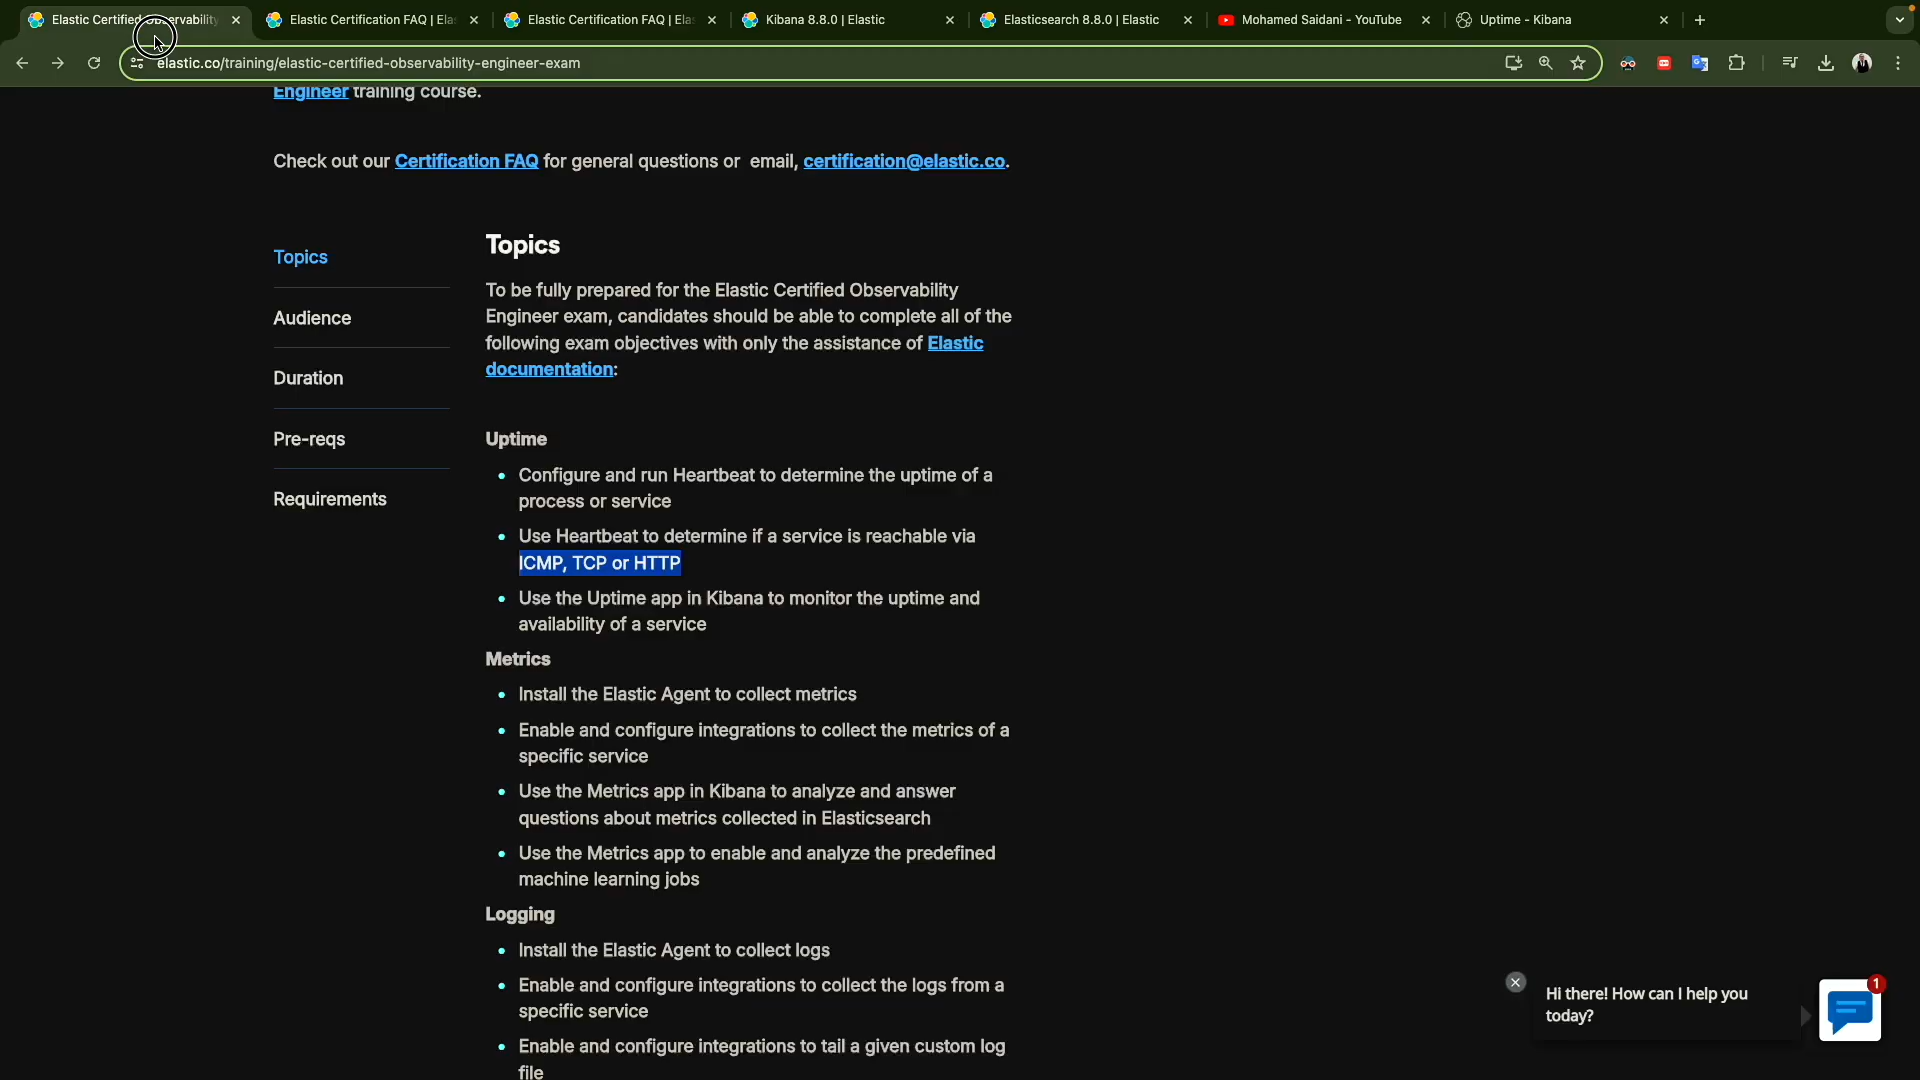 Elastic Certified Observability
Elastic Certification FAQ | Ela
Elastic Certification FAQ | Ela
Kibana 8.8.0 | Elastic
Elasticsearch 8.8.0 | Elastic
Mohamed Saidani - YouTube
Uptime - Kibana
elastic.co/training/elastic-certified-observability-engineer-exam
Engineer training course.
Check out our Certification FAQ for general questions or email, certification@elastic.co.
Topics
Audience
Duration
Pre-reqs
Requirements
Topics
To be fully prepared for the Elastic Certified Observability
Engineer exam, candidates should be able to complete all of the
following exam objectives with only the assistance of Elastic
documentation:
Uptime
Configure and run Heartbeat to determine the uptime of a
process or service
Use Heartbeat to determine if a service is reachable via
ICMP, TCP or HTTP
Use the Uptime app in Kibana to monitor the uptime and
availability of a service
Metrics
Install the Elastic Agent to collect metrics
Enable and configure integrations to collect the metrics of a
specific service
Use the Metrics app in Kibana to analyze and answer
questions about metrics collected in Elasticsearch
Use the Metrics app to enable and analyze the predefined
machine learning jobs
Logging
Install the Elastic Agent to collect logs
Enable and configure integrations to collect the logs from a
specific service
Enable and configure integrations to tail a given custom log
file
Hi there! How can I help you
today?
1